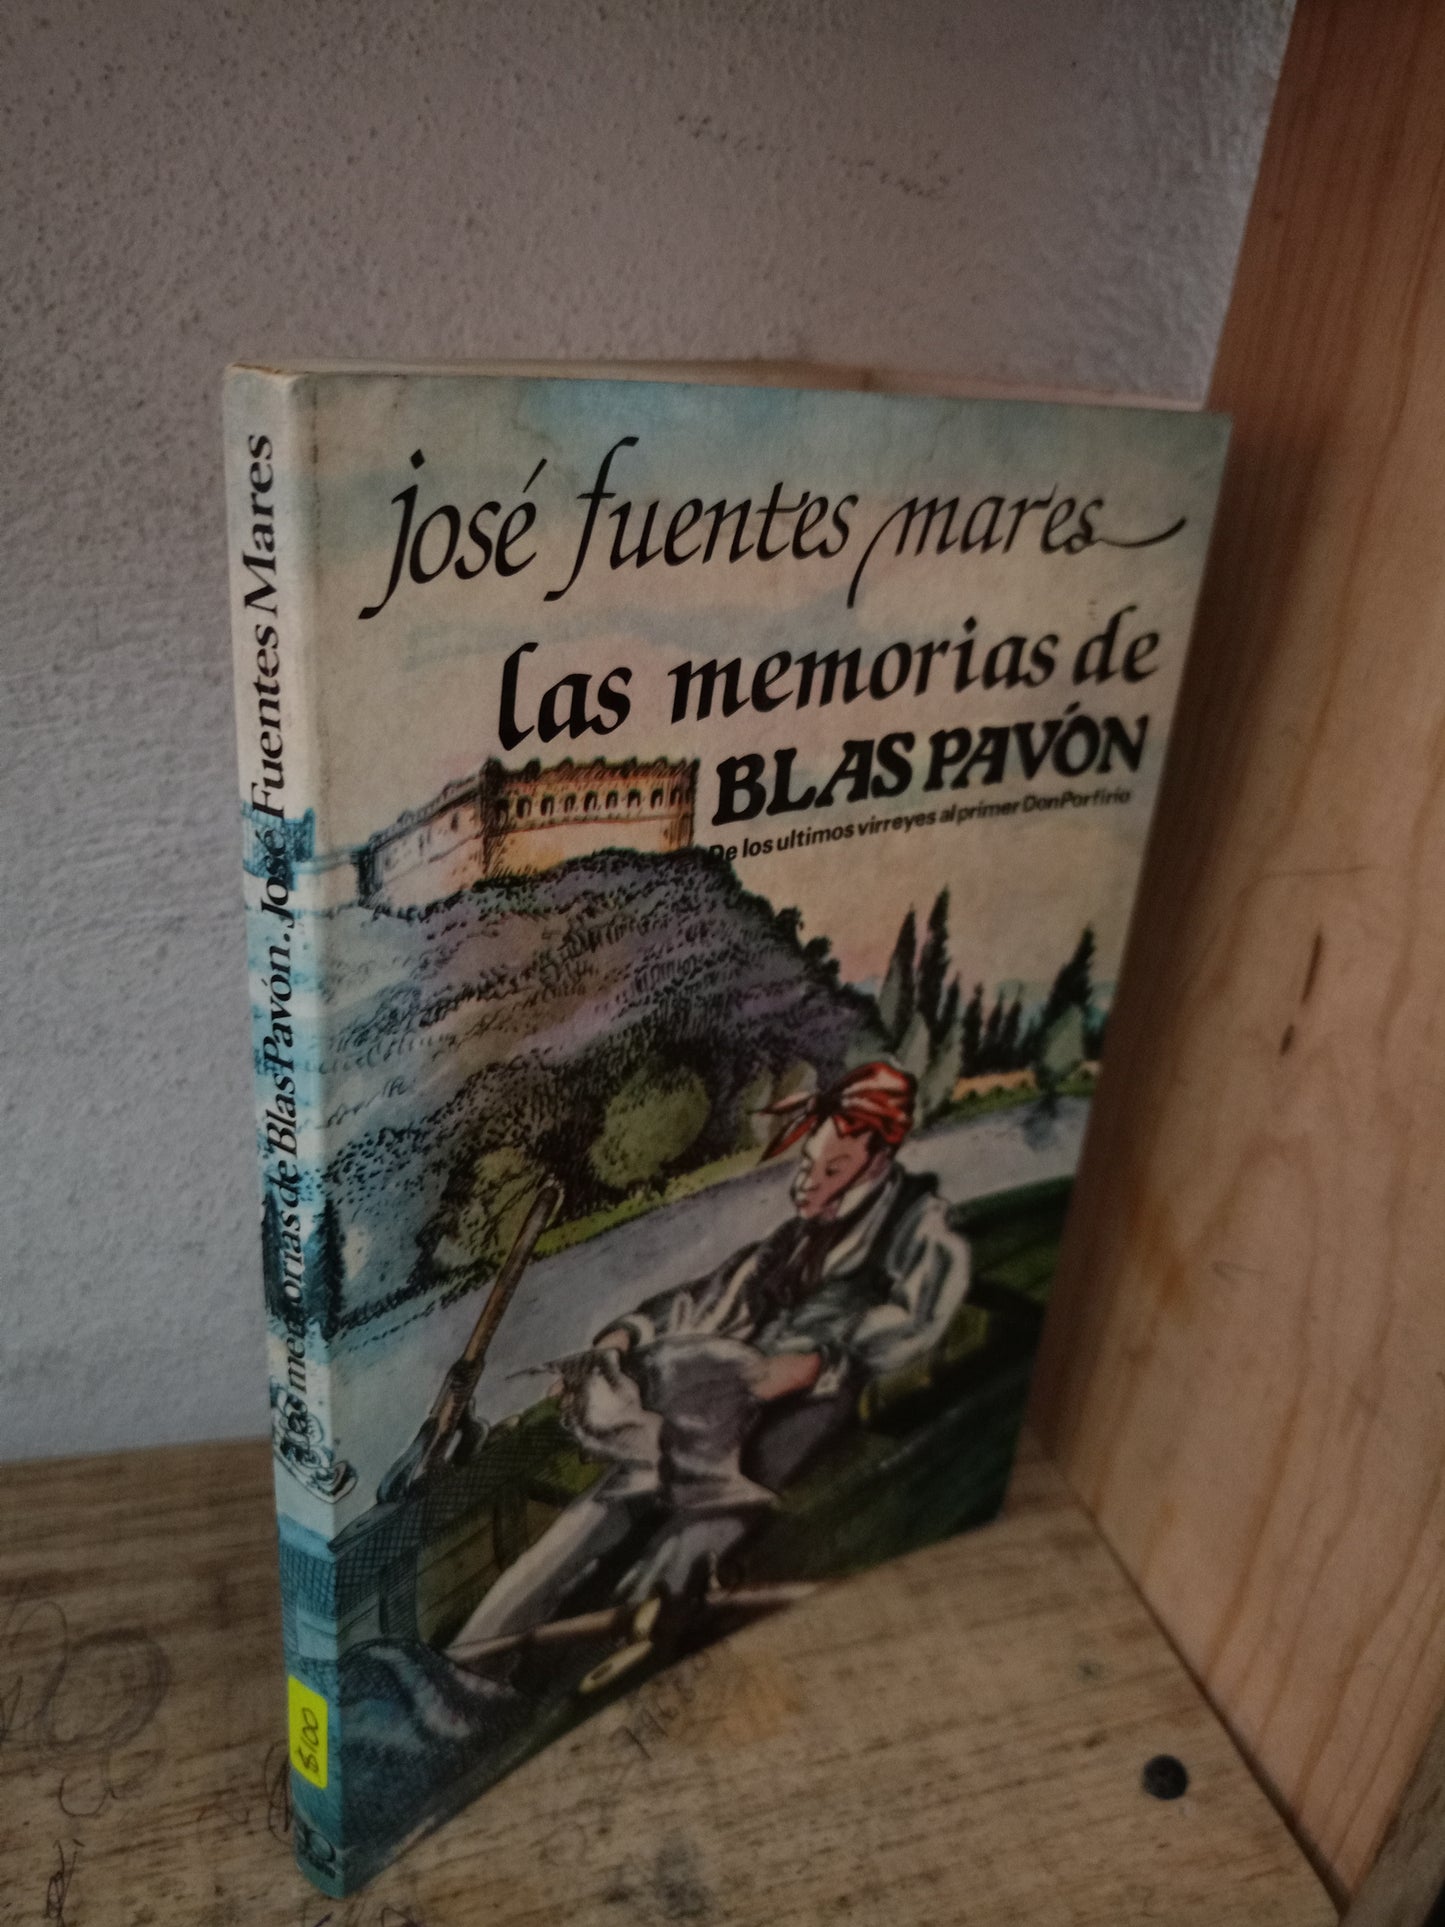 josé fuentes mares
las memorias de
BLAS PAVÓN
De los ultimos virreyes al primer Don Porfirio
Las memorias de Blas Pavón. José Fuentes Mares
$100